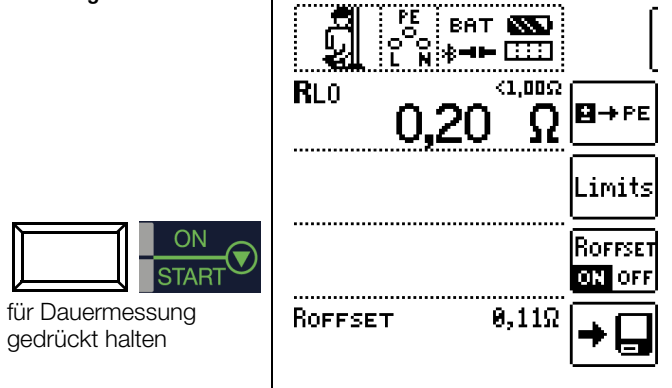 ON
START
für Dauermessung
gedrückt halten
PE
L N
BAT
RLO
<1,00Ω
0,20 Ω
→PE
Limits
ROFFSET
ON OFF
ROFFSET 0,11Ω